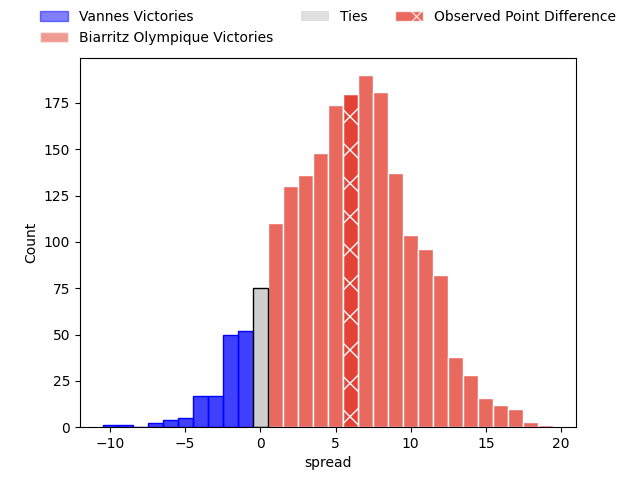 Vannes Victories Ties Observed Point Difference
Biarritz Olympique Victories
175
150
125
100
75
50
25
0
Count
−10 −5 0 5 10 15 20
spread